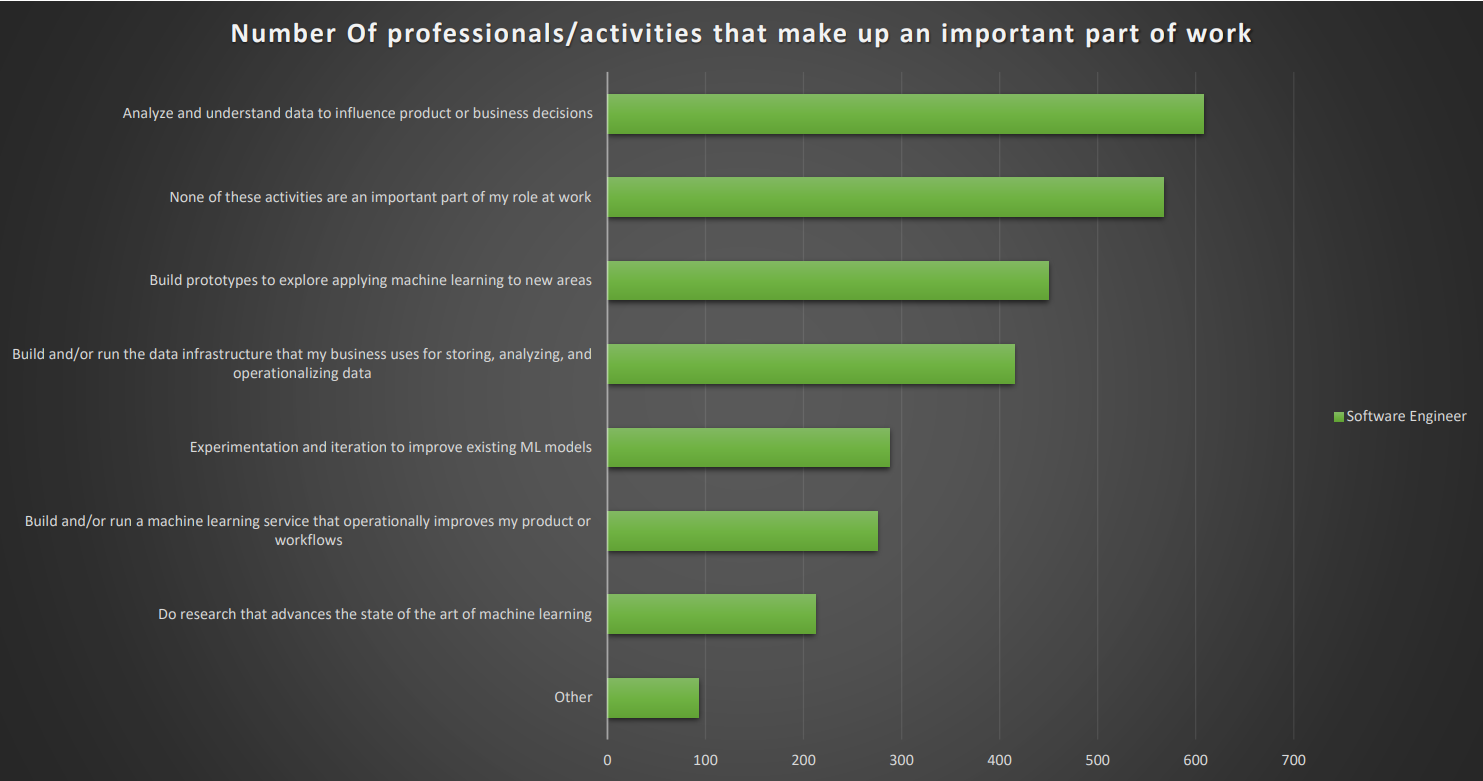 Number Of professionals/activities that make up an important part of work
Analyze and understand data to influence product or business decisions
None of these activities are an important part of my role at work
Build prototypes to explore applying machine learning to new areas
Build and/or run the data infrastructure that my business uses for storing, analyzing, and
operationalizing data
Experimentation and iteration to improve existing ML models
Build and/or run a machine learning service that operationally improves my product or
workflows
Do research that advances the state of the art of machine learning
Other
0 100 200 300 400 500 600 700
Software Engineer